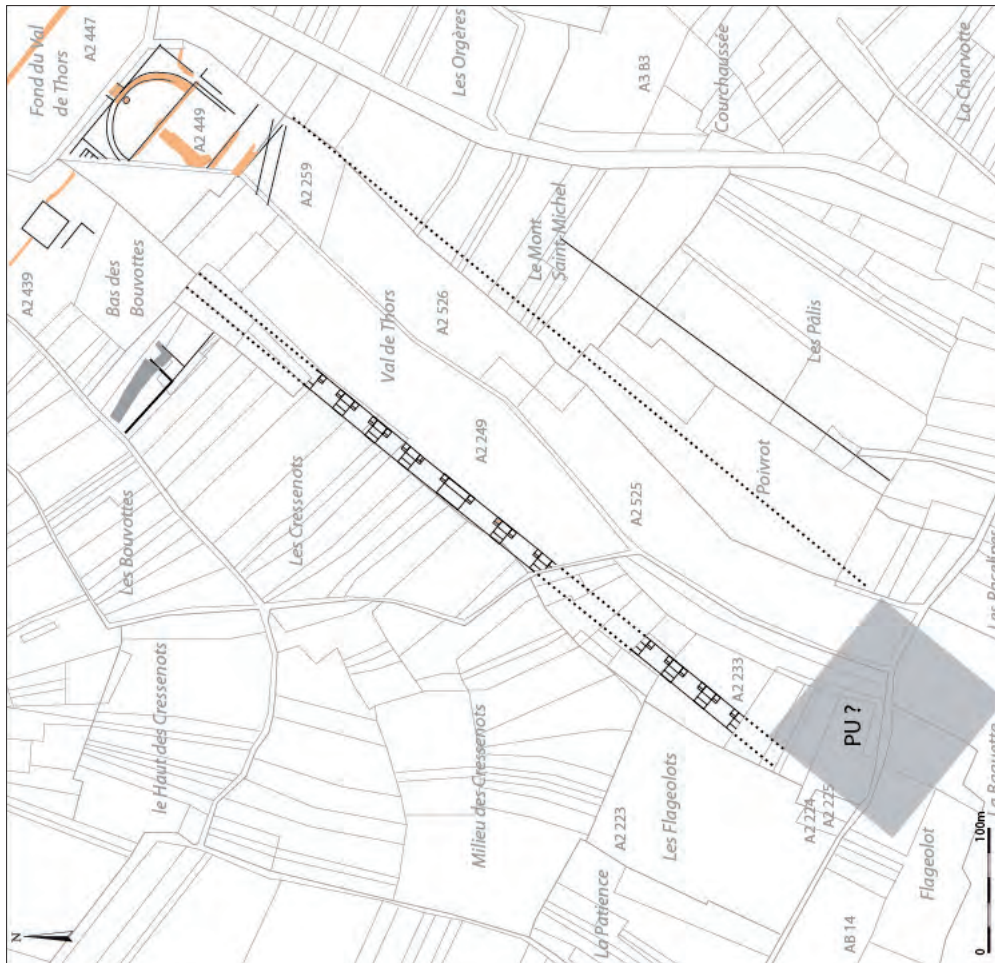 Fond du Val
de Thors
A2 447
A2 439
A2 449
Bas des
Bouvottes
Les Orgères
A3 B3
Courchaussée
La Charvotte
A2 259
Les Bouvottes
Le Mont
Saint-Michel
Val de Thors
A2 526
Les Cressenots
A2 249
Les Pâlis
le Haut des Cressenots
Poivrot
A2 525
Milieu des Cressenots
A2 233
A2 223
Les Flageolots
PU ?
La Patience
A2 224
A2 225
AB 14
Flageolot
N
0
100m